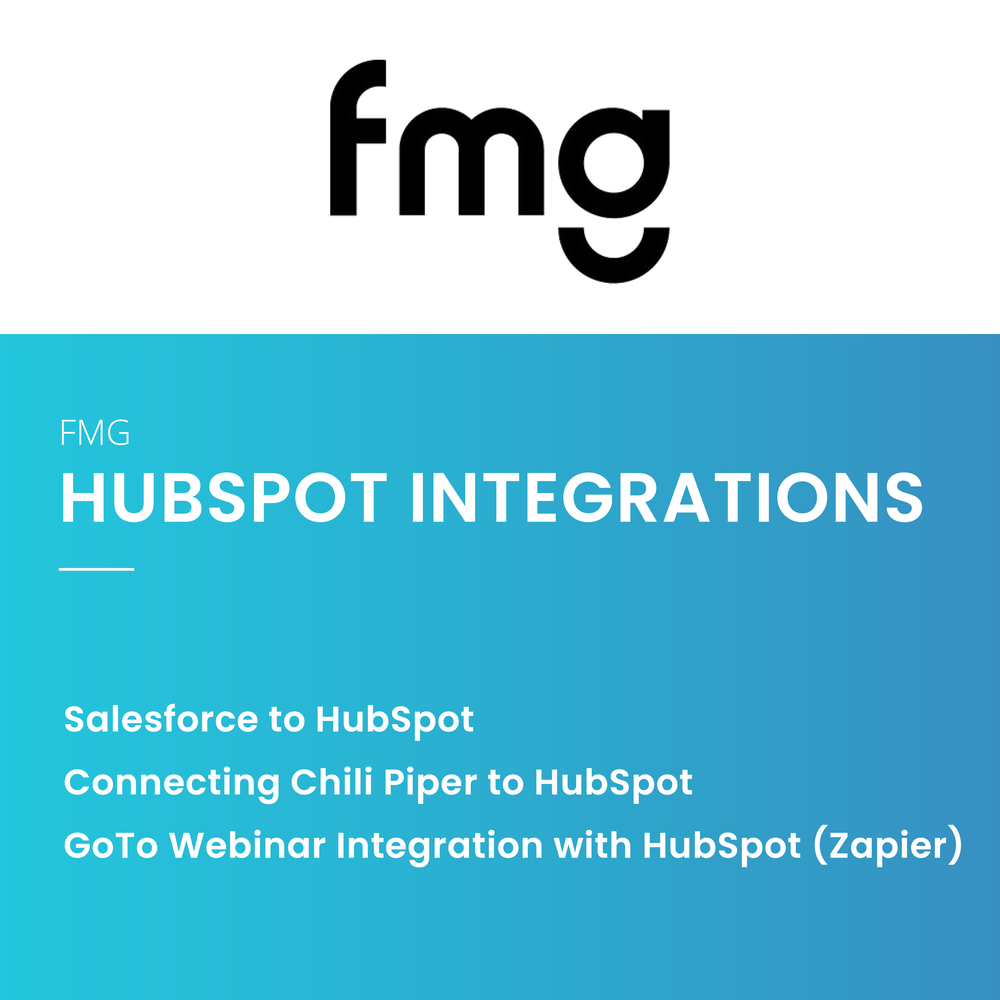 fmg
FMG
HUBSPOT INTEGRATIONS
Salesforce to HubSpot
Connecting Chili Piper to HubSpot
GoTo Webinar Integration with HubSpot (Zapier)